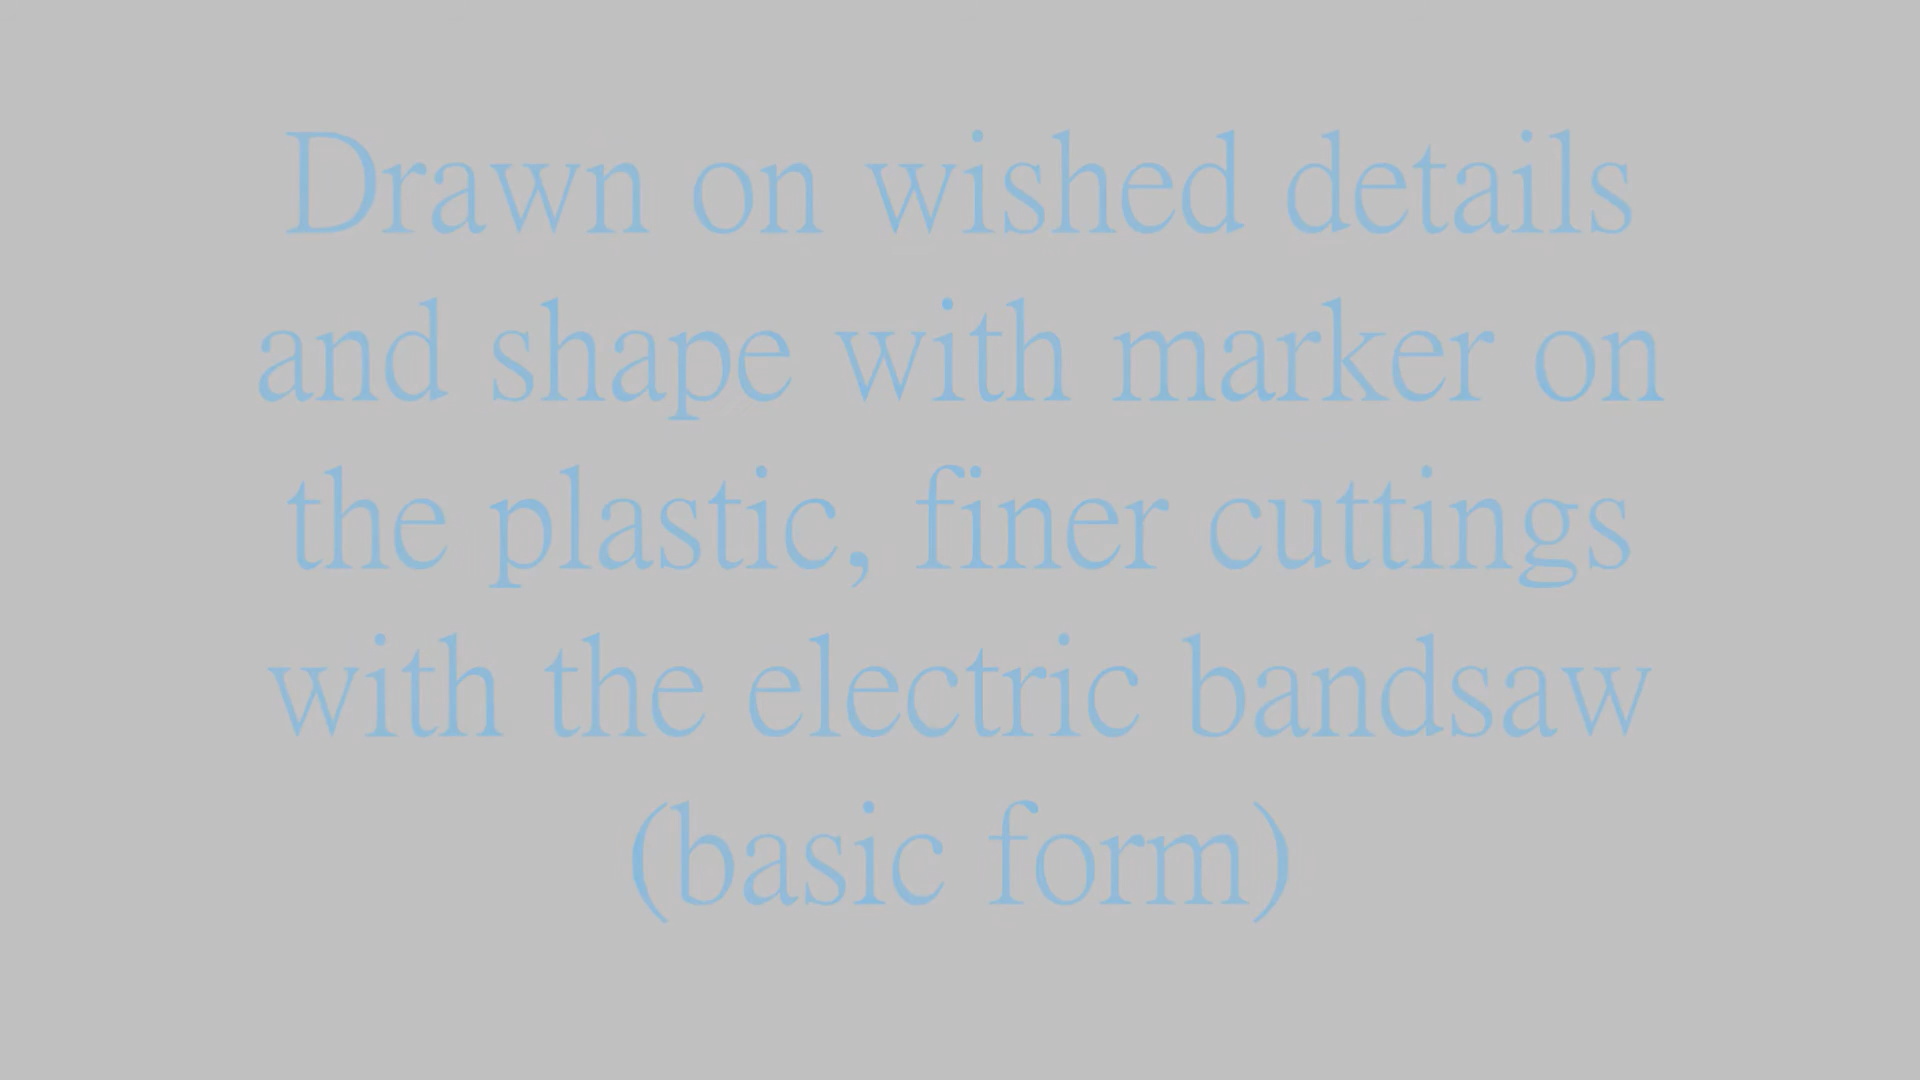 Drawn on wished details
and shape with marker on
the plastic, finer cuttings
with the electric bandsaw
(basic form)